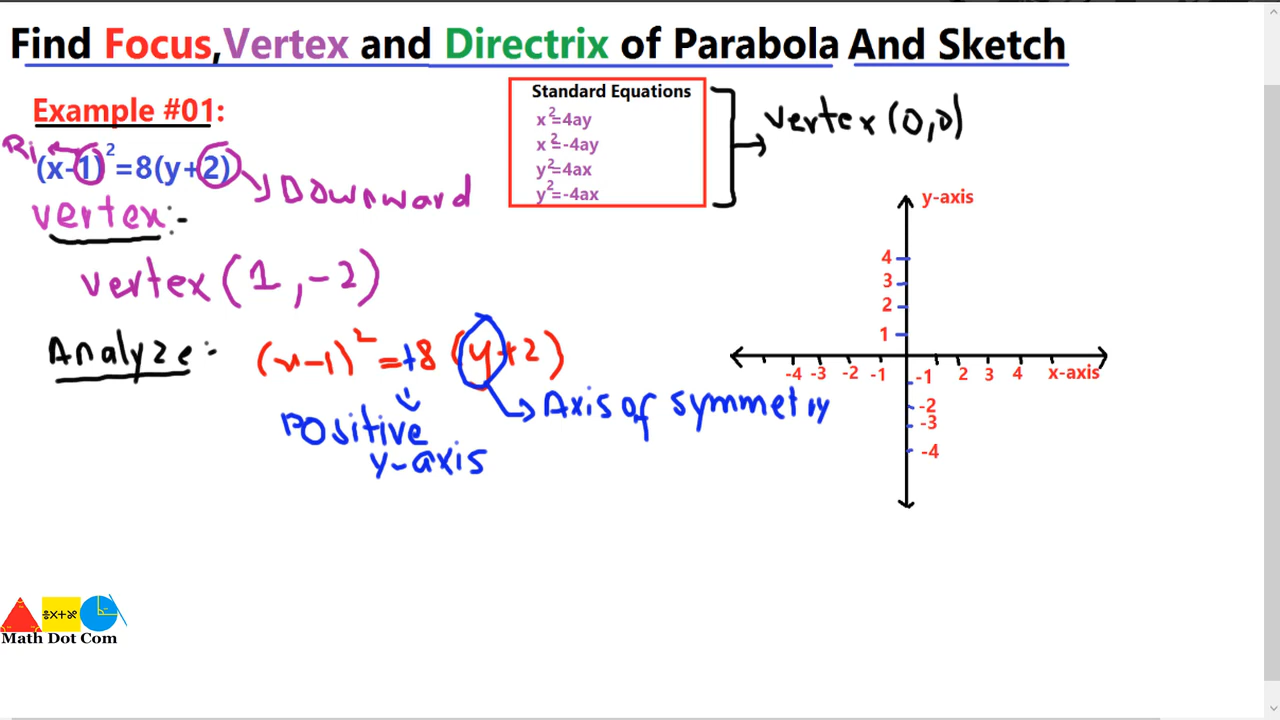 Find Focus,Vertex and Directrix of Parabola And Sketch
Example #01:
Ri
(x-1)²=8(y+2)
Downward
Standard Equations
x²=4ay
x²=-4ay
y²=4ax
y²=-4ax
vertex (0,0)
vertex:-
vertex (1,-2)
Analyze:-
(x-1)²=+8(y+2)
Positive
y-axis
Axis of symmetry
y-axis
4
3
2
1
-4 -3 -2 -1 -1 2 3 4 x-axis
-2
-3
-4
÷x+
Math Dot Com